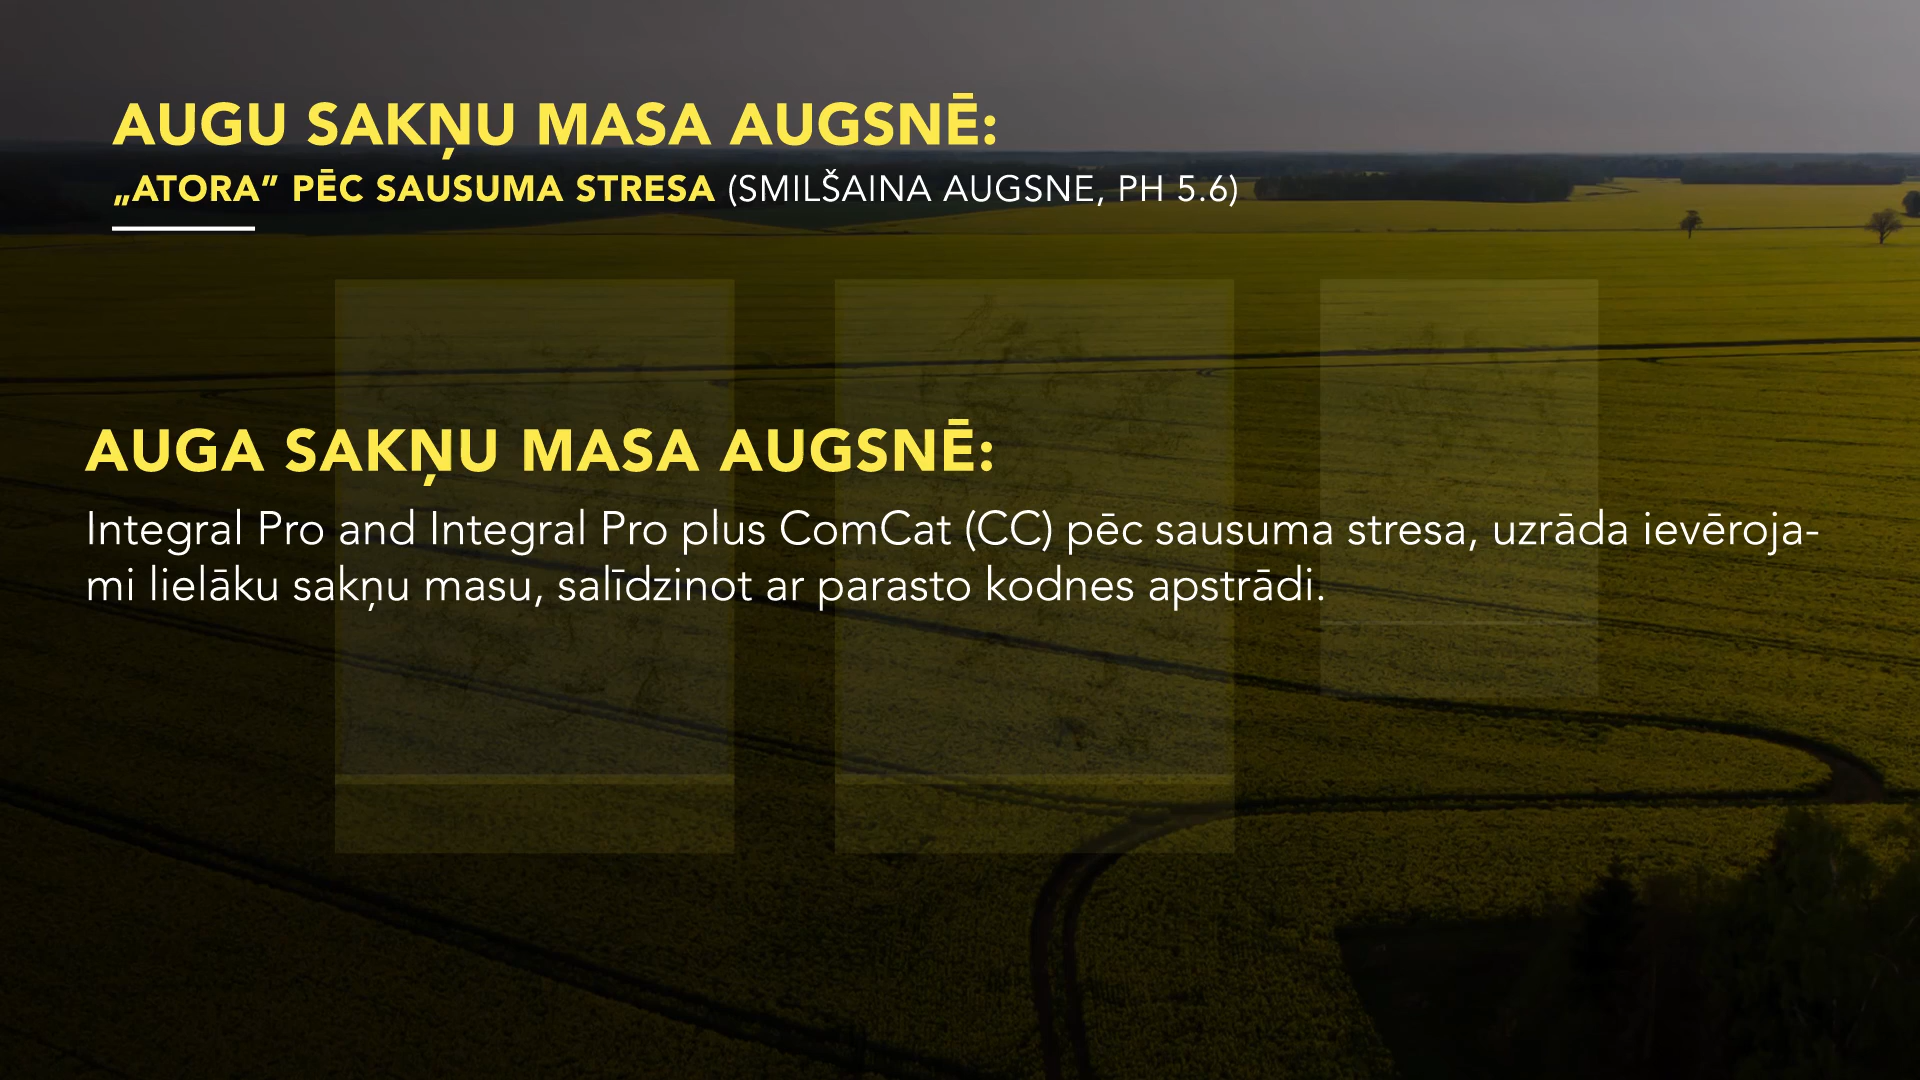 AUGU SAKŅU MASA AUGSNĒ:
„ATORA” PĒC SAUSUMA STRESA (SMILŠAINA AUGSNE, PH 5.6)
AUGA SAKŅU MASA AUGSNĒ:
Integral Pro and Integral Pro plus ComCat (CC) pēc sausuma stresa, uzrāda ievēroja-
mi lielāku sakņu masu, salīdzinot ar parasto kodnes apstrādi.